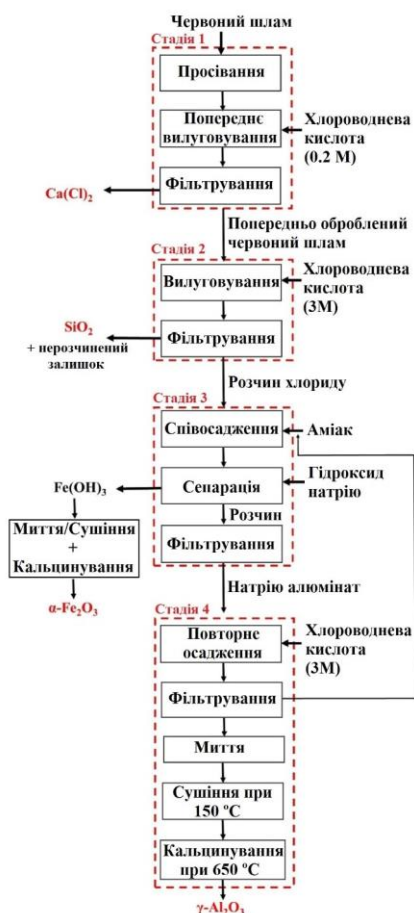 Червоний шлам
Стадія 1
Просівання
Попереднє
вилуговування
Хлороводнева
кислота
(0.2 М)
Фільтрування
Ca(Cl)₂
Попередньо оброблений
червоний шлам
Стадія 2
Вилуговування
Хлороводнева
кислота
(3М)
Фільтрування
SiO₂
+ нерозчинений
залишок
Розчин хлориду
Стадія 3
Співосадження
Аміак
Fe(OH)₃
Сенарація
Гідроксид
натрію
Розчин
Фільтрування
Миття/Сушіння
+
Кальцинування
α-Fe₂O₃
Натрію алюмінат
Стадія 4
Повторне
осадження
Хлороводнева
кислота
(3М)
Фільтрування
Миття
Сушіння при
150 ºС
Кальцинування
при 650 ºС
γ-Al₂O₃